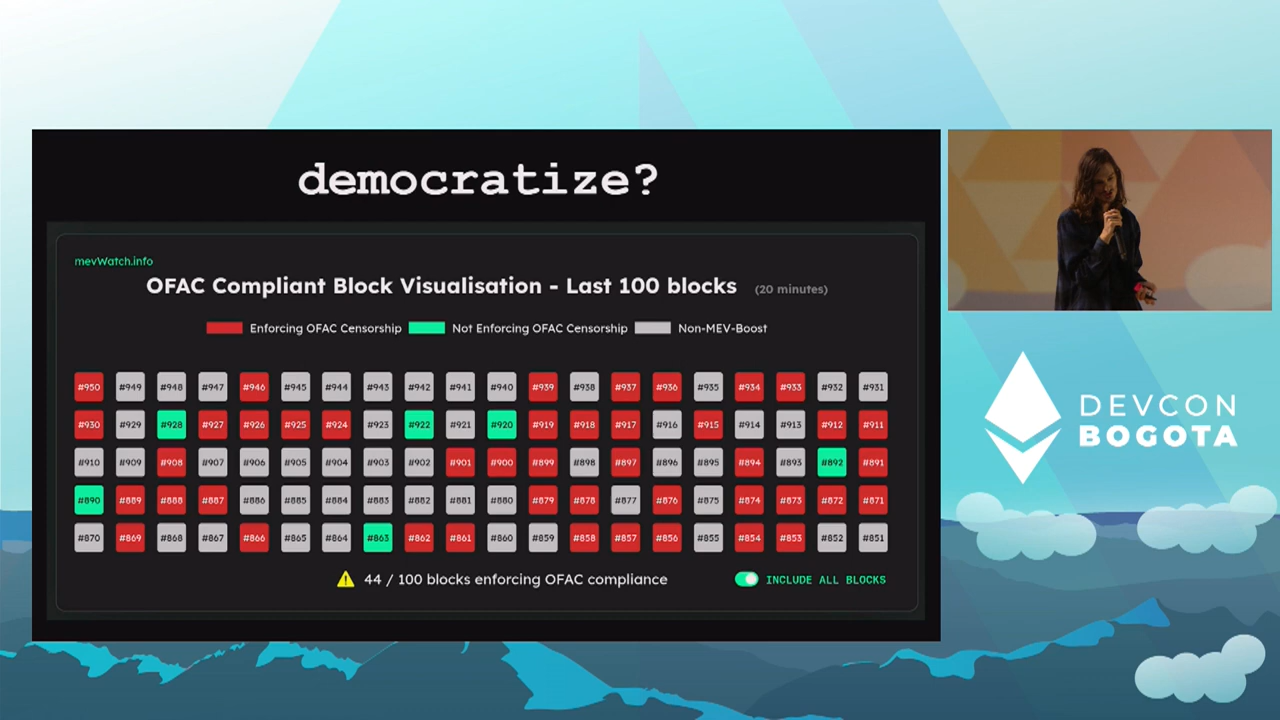 democratize?
mevWatch.info
OFAC Compliant Block Visualisation - Last 100 blocks (20 minutes)
Enforcing OFAC Censorship Not Enforcing OFAC Censorship Non-MEV-Boost
#950 #949 #948 #947 #946 #945 #944 #943 #942 #941 #940 #939 #938 #937 #936 #935 #934 #933 #932 #931
#930 #929 #928 #927 #926 #925 #924 #923 #922 #921 #920 #919 #918 #917 #916 #915 #914 #913 #912 #911
#910 #909 #908 #907 #906 #905 #904 #903 #902 #901 #900 #899 #898 #897 #896 #895 #894 #893 #892 #891
#890 #889 #888 #887 #886 #885 #884 #883 #882 #881 #880 #879 #878 #877 #876 #875 #874 #873 #872 #871
#870 #869 #868 #867 #866 #865 #864 #863 #862 #861 #860 #859 #858 #857 #856 #855 #854 #853 #852 #851
44 / 100 blocks enforcing OFAC compliance INCLUDE ALL BLOCKS
DEVCON
BOGOTA